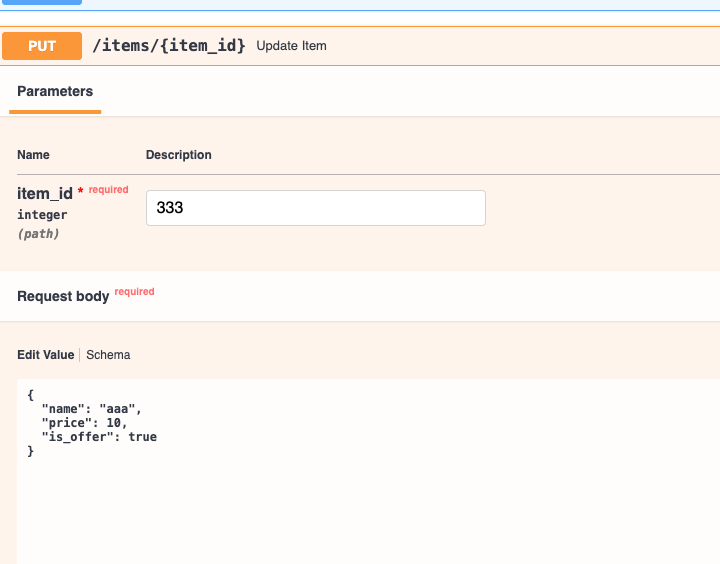 PUT /items/{item_id} Update Item
Parameters
Name Description
item_id * required
integer
(path)
333
Request body required
Edit Value Schema
{
  "name": "aaa",
  "price": 10,
  "is_offer": true
}